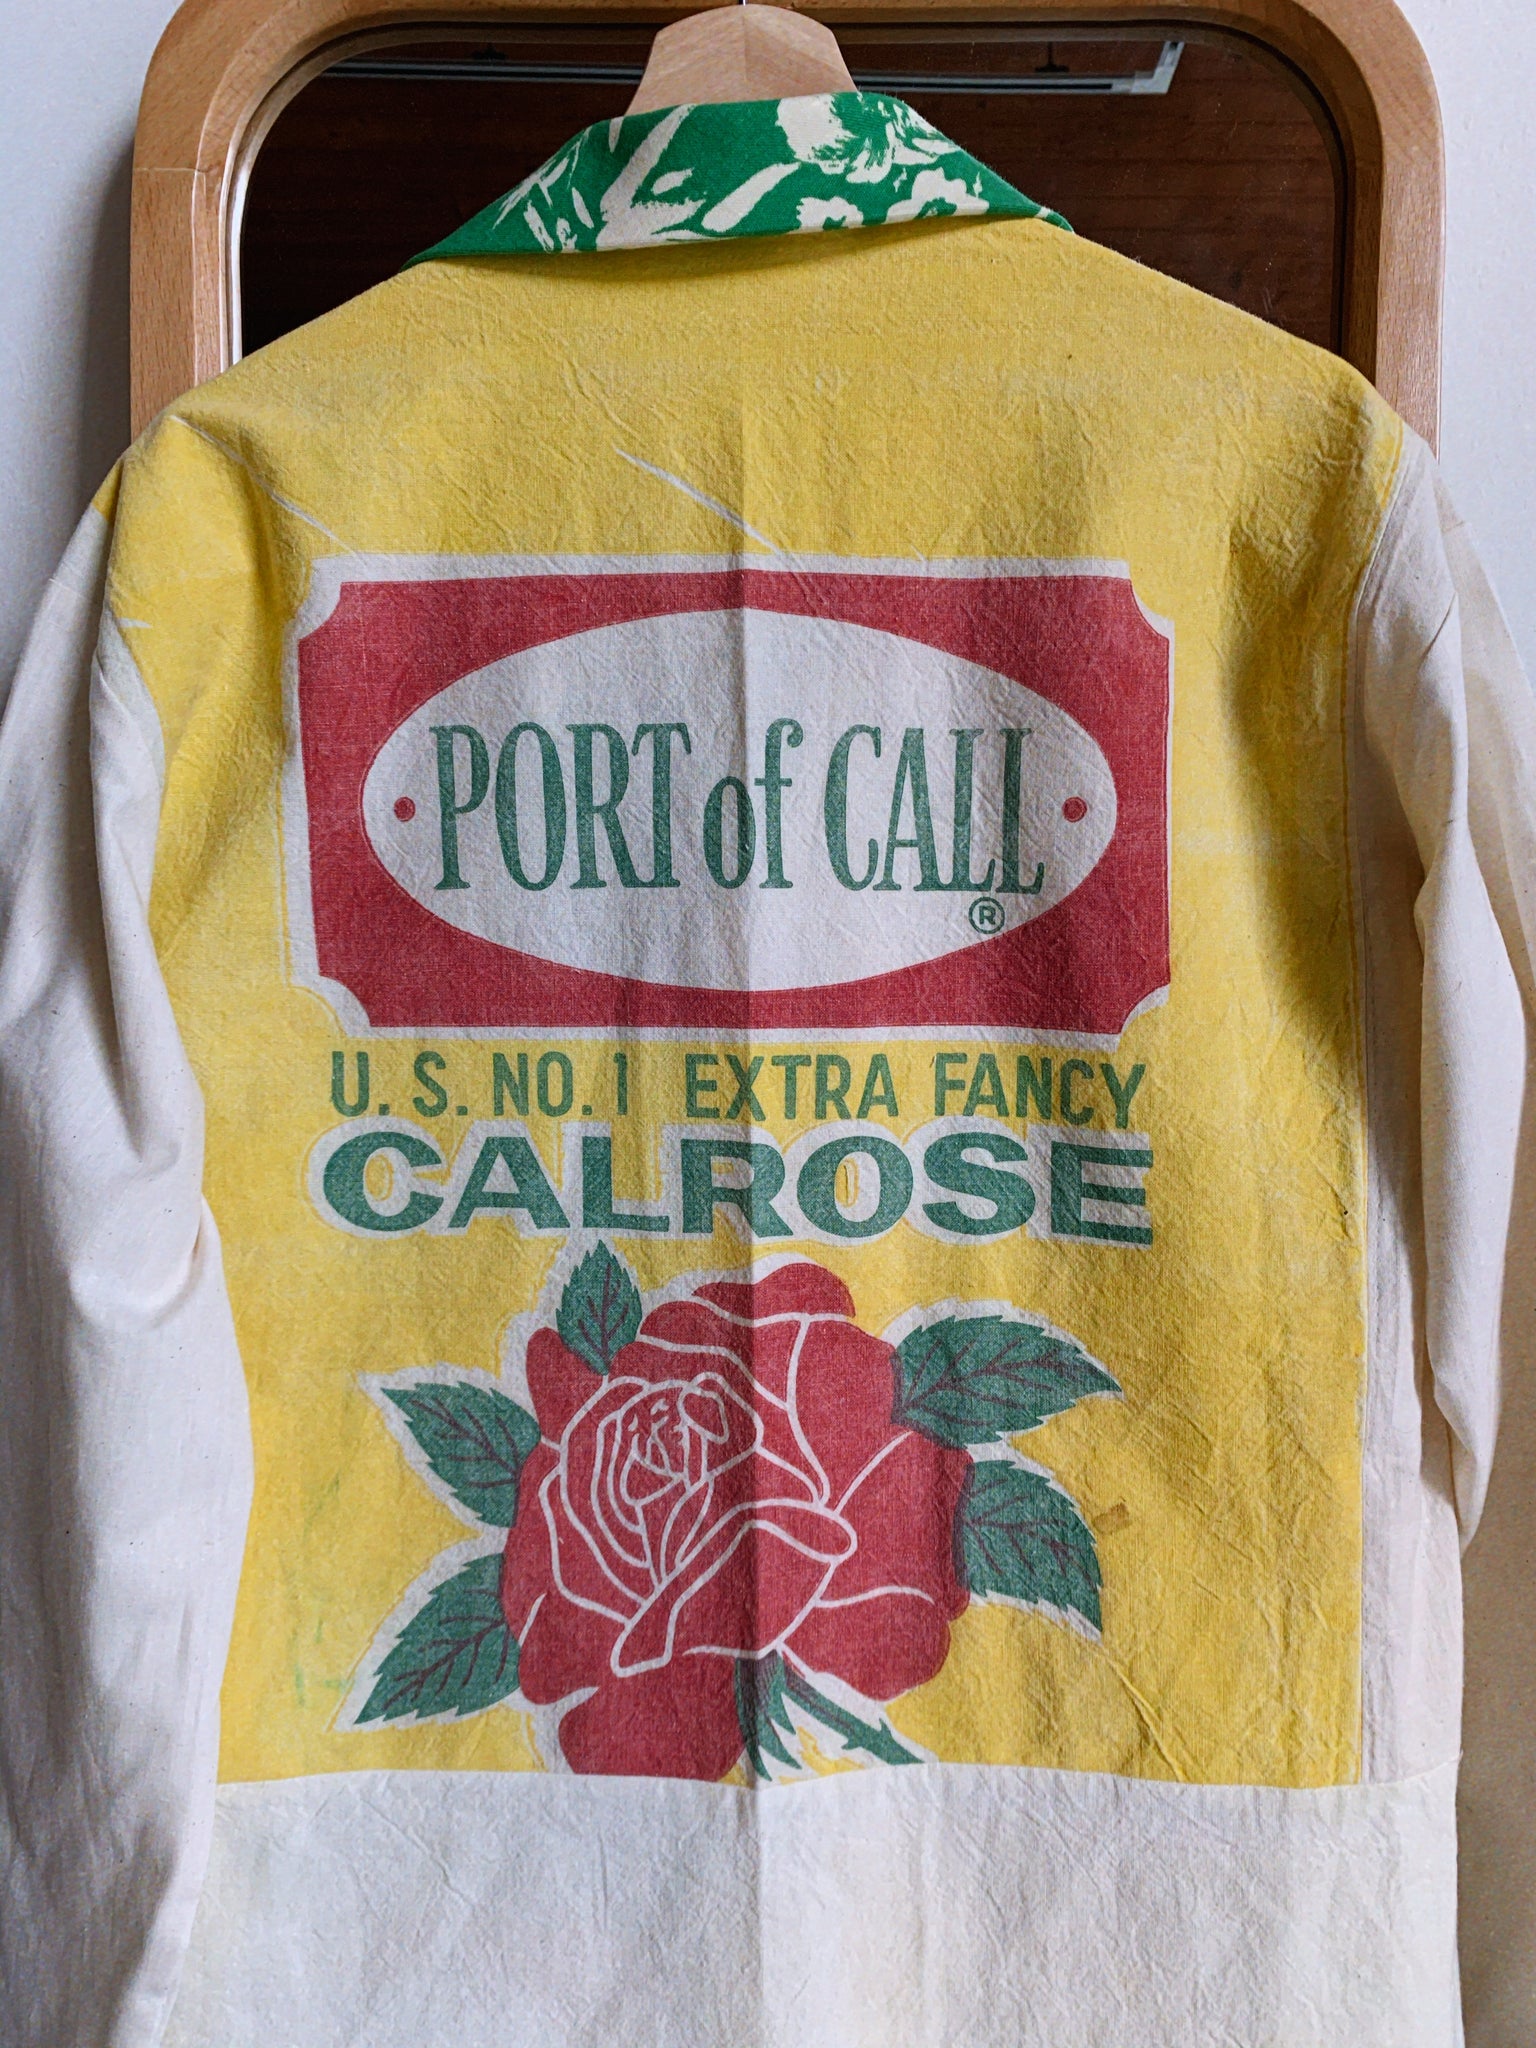 PORT of CALL
®
U. S. NO. 1 EXTRA FANCY
CALROSE